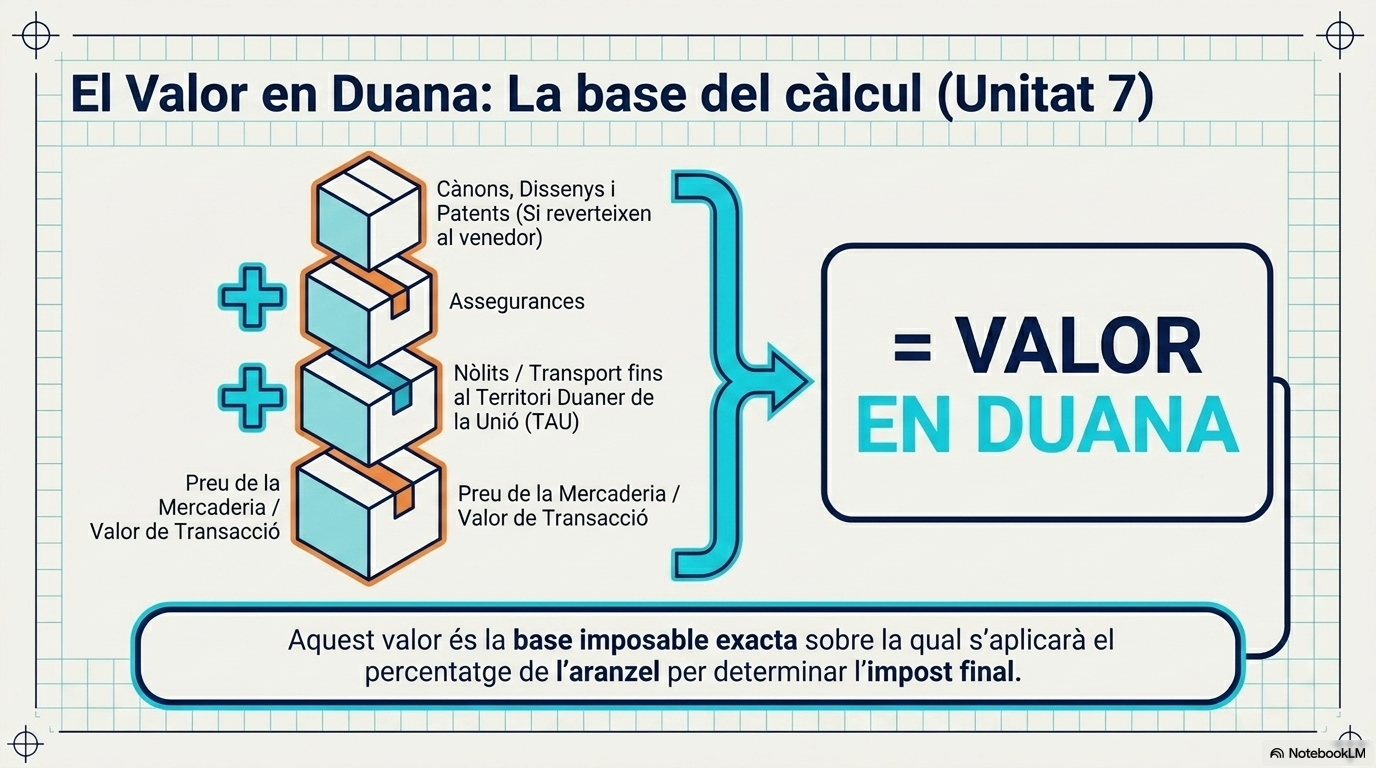 El Valor en Duana: La base del càlcul (Unitat 7)
Cànons, Dissenys i
Patents (Si reverteixen
al venedor)
Assegurances
Nòlits / Transport fins
al Territori Duaner de
la Unió (TAU)
Preu de la
Mercaderia /
Valor de Transacció
Preu de la Mercaderia /
Valor de Transacció
= VALOR
EN DUANA
Aquest valor és la base imposable exacta sobre la qual s’aplicarà el
percentatge de l’aranzel per determinar l’impost final.
NotebookLM